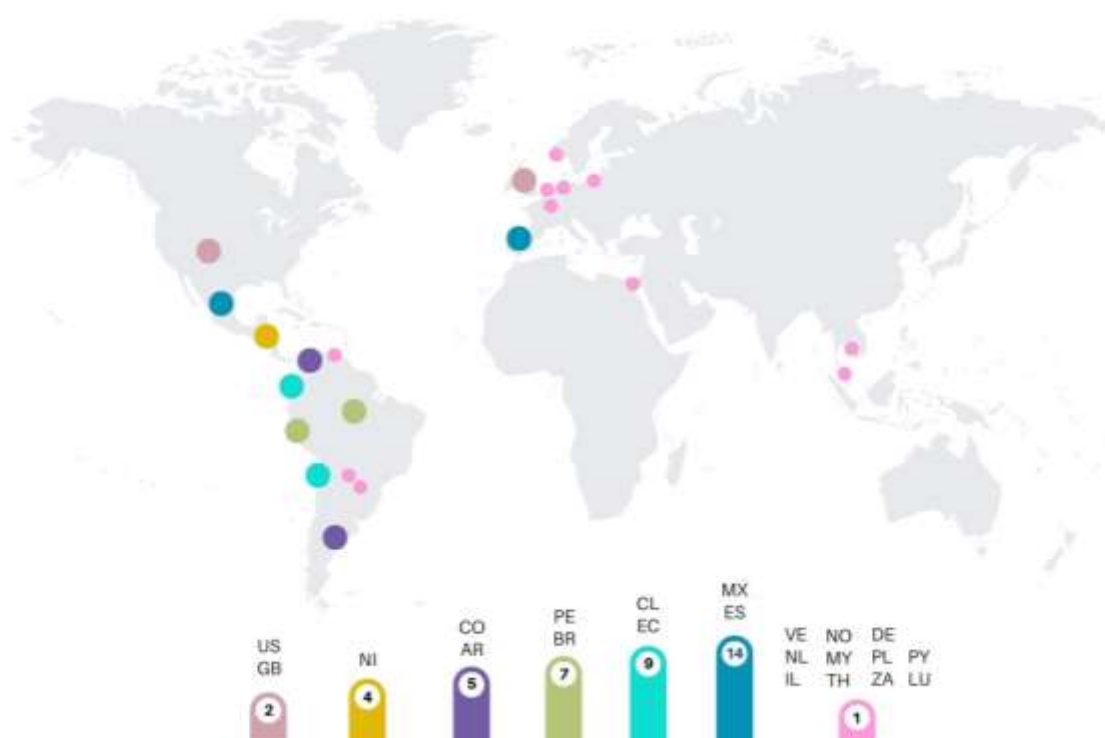 US
GB
2
NI
4
CO
AR
5
PE
BR
7
CL
EC
9
MX
ES
14
VE NO DE
NL MY PL PY
IL TH ZA LU
1